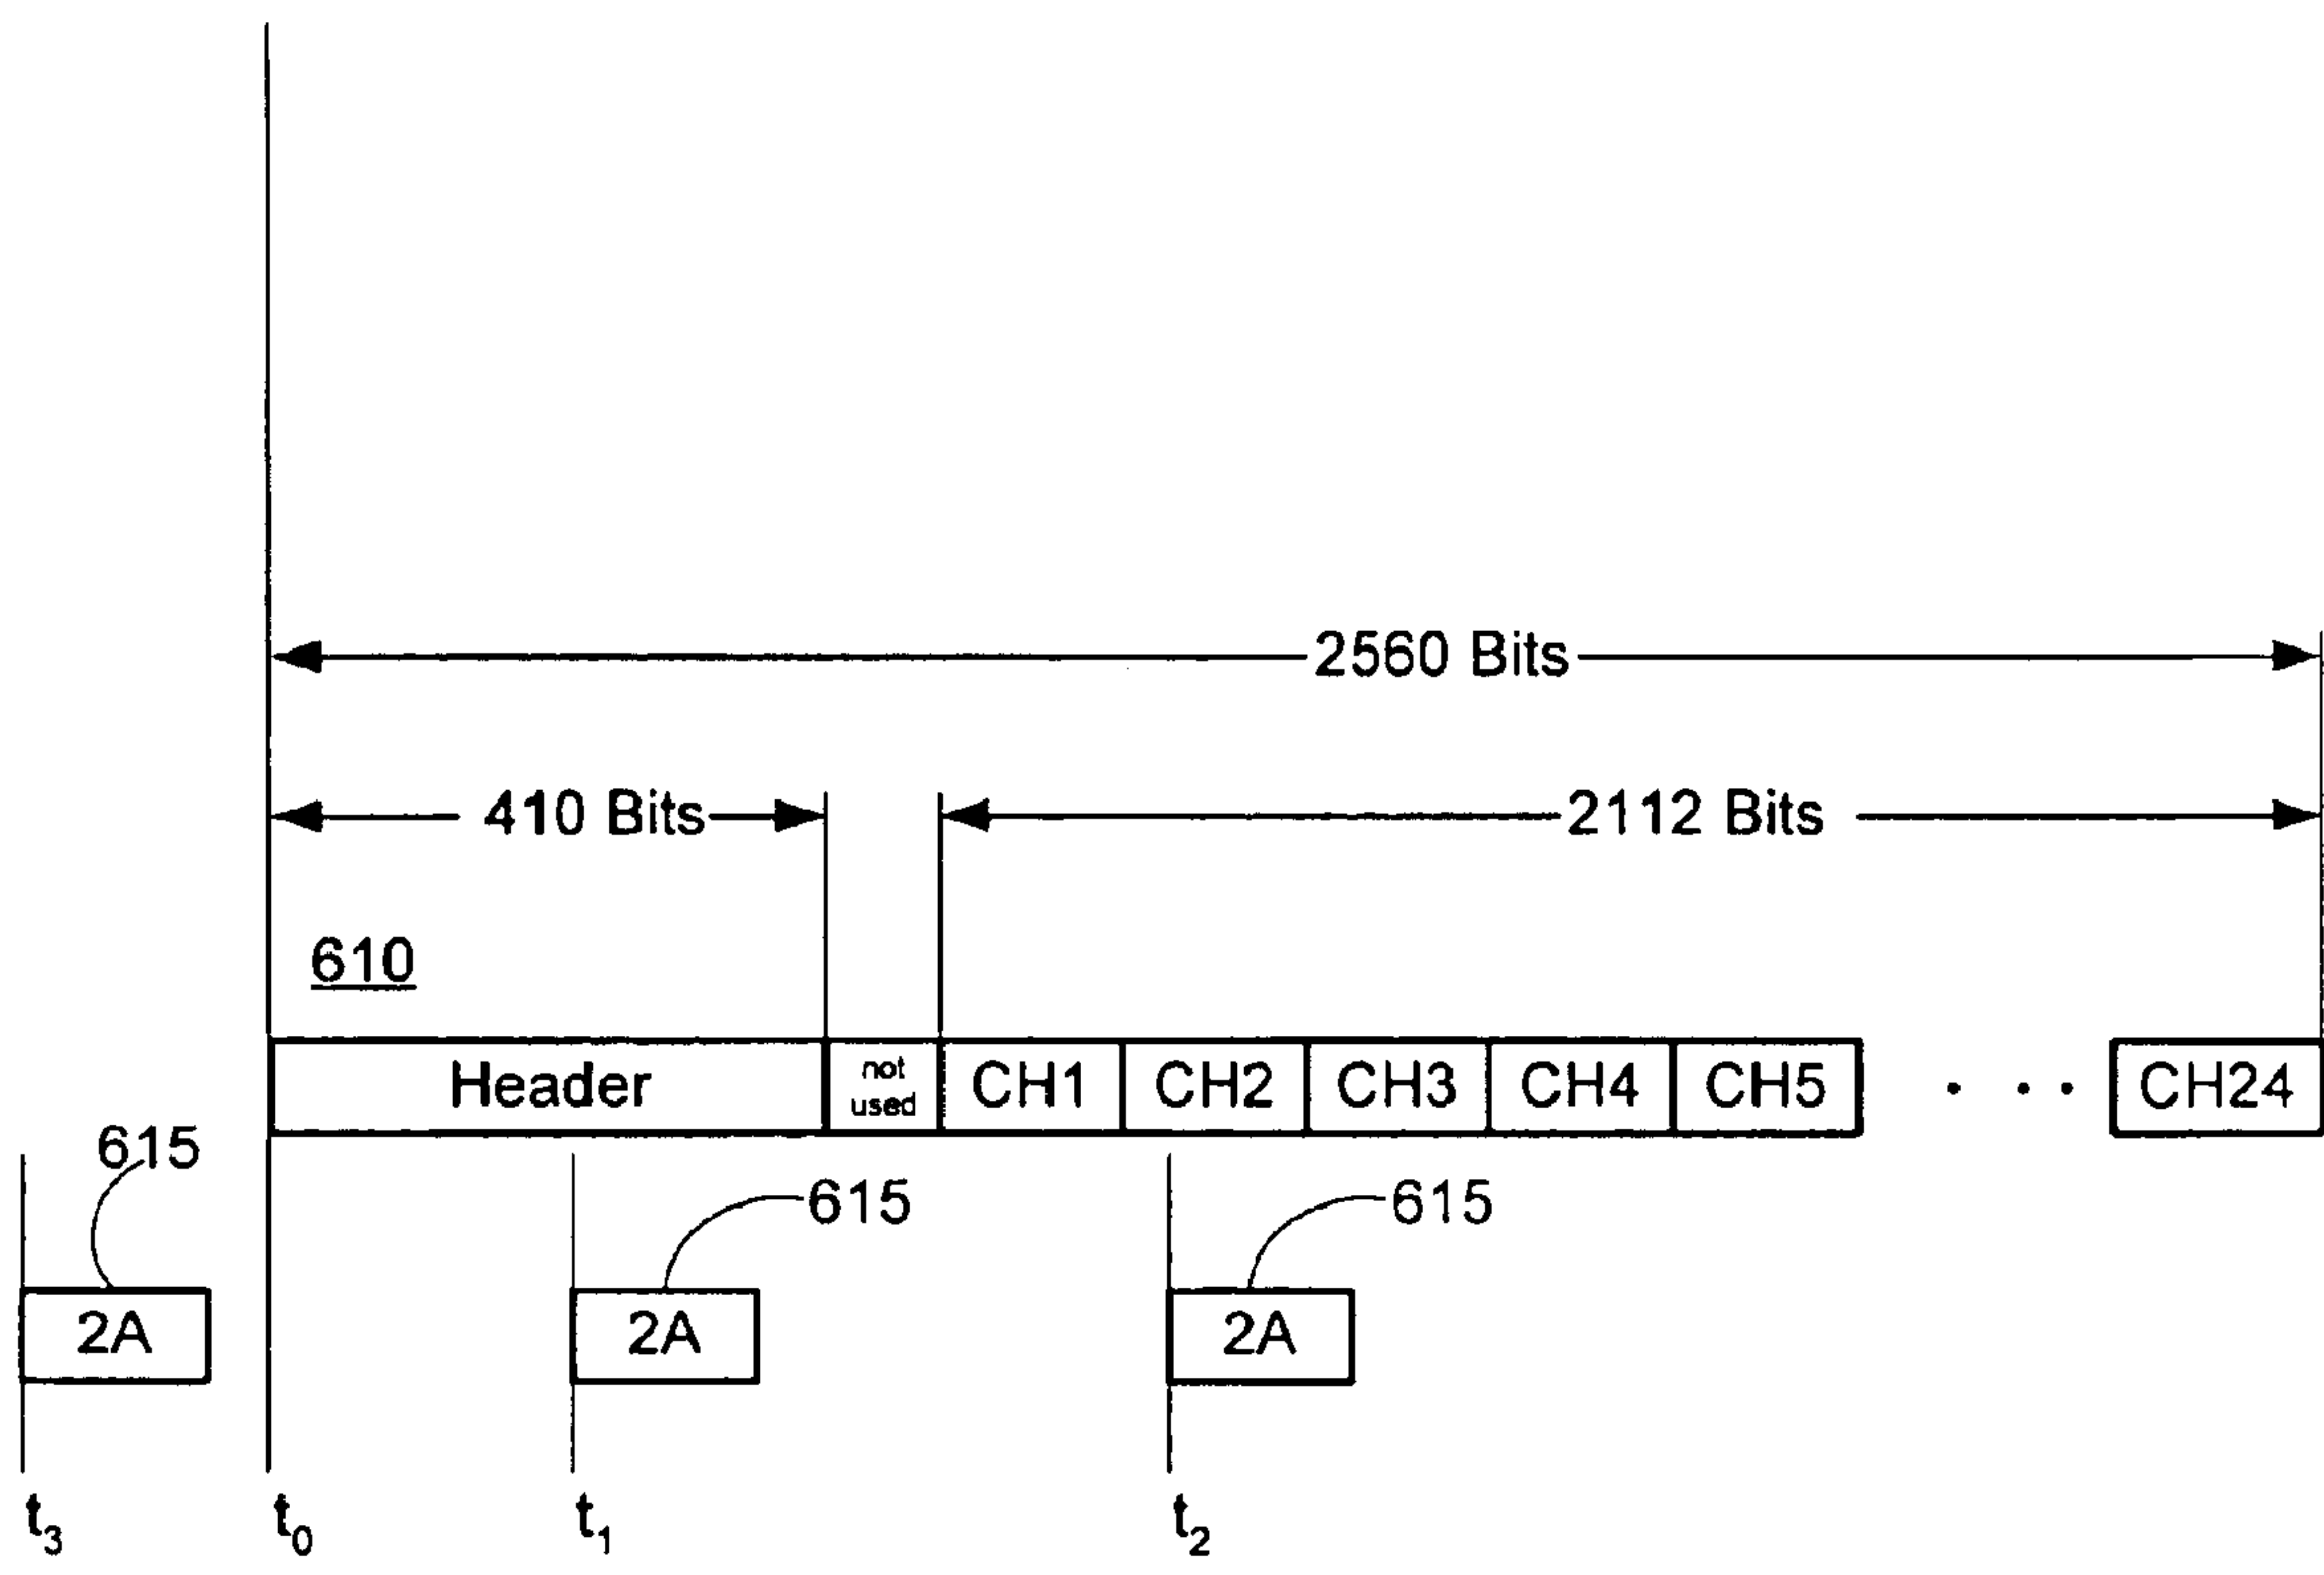 2560 Bits
410 Bits
2112 Bits
610
Header
not
used
CH1
CH2
CH3
CH4
CH5
. ..
CH24
615
615
615
2A
2A
2A
t3
t0
t1
t2